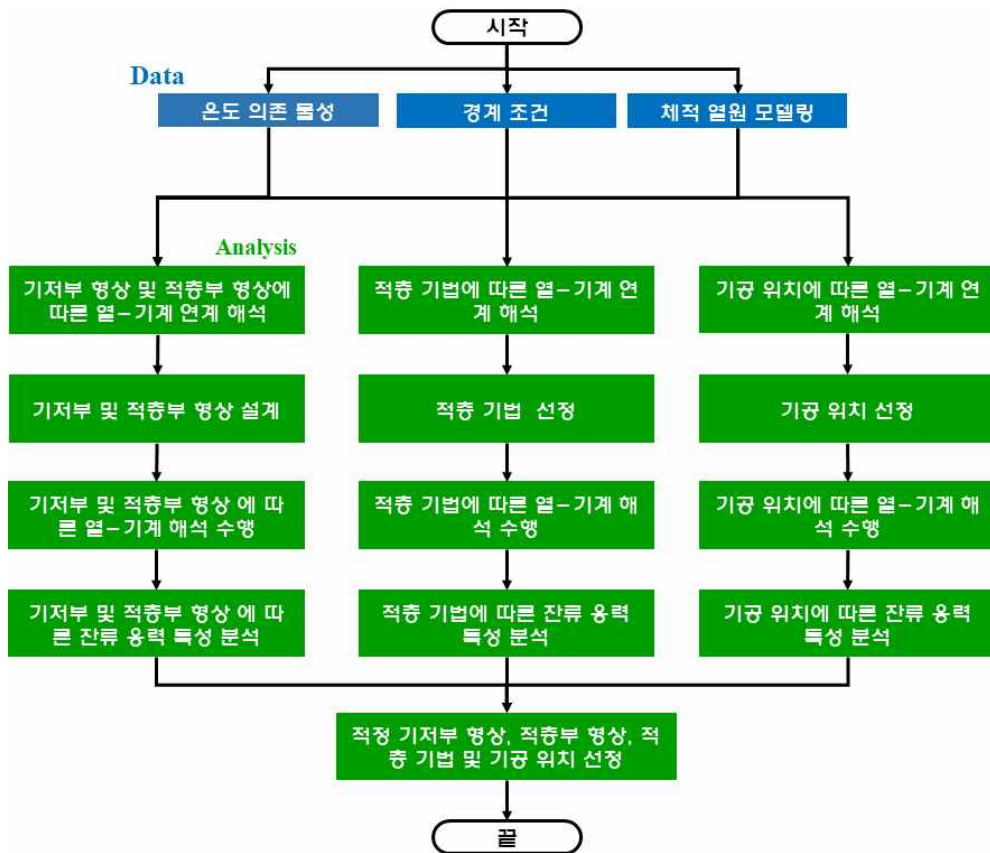 시작
Data
온도 의존 물성
경계 조건
체적 열원 모델링
Analysis
기저부 형상 및 적층부 형상에
따른 열-기계 연계 해석
적층 기법에 따른 열-기계 연
계 해석
기공 위치에 따른 열-기계 연
계 해석
기저부 및 적층부 형상 설계
적층 기법 선정
기공 위치 선정
기저부 및 적층부 형상 에 따
른 열-기계 해석 수행
적층 기법에 따른 열-기계 해
석 수행
기공 위치에 따른 열-기계 해
석 수행
기저부 및 적층부 형상 에 따
른 잔류 응력 특성 분석
적층 기법에 따른 잔류 응력
특성 분석
기공 위치에 따른 잔류 응력
특성 분석
적정 기저부 형상, 적층부 형상, 적
층 기법 및 기공 위치 선정
끝